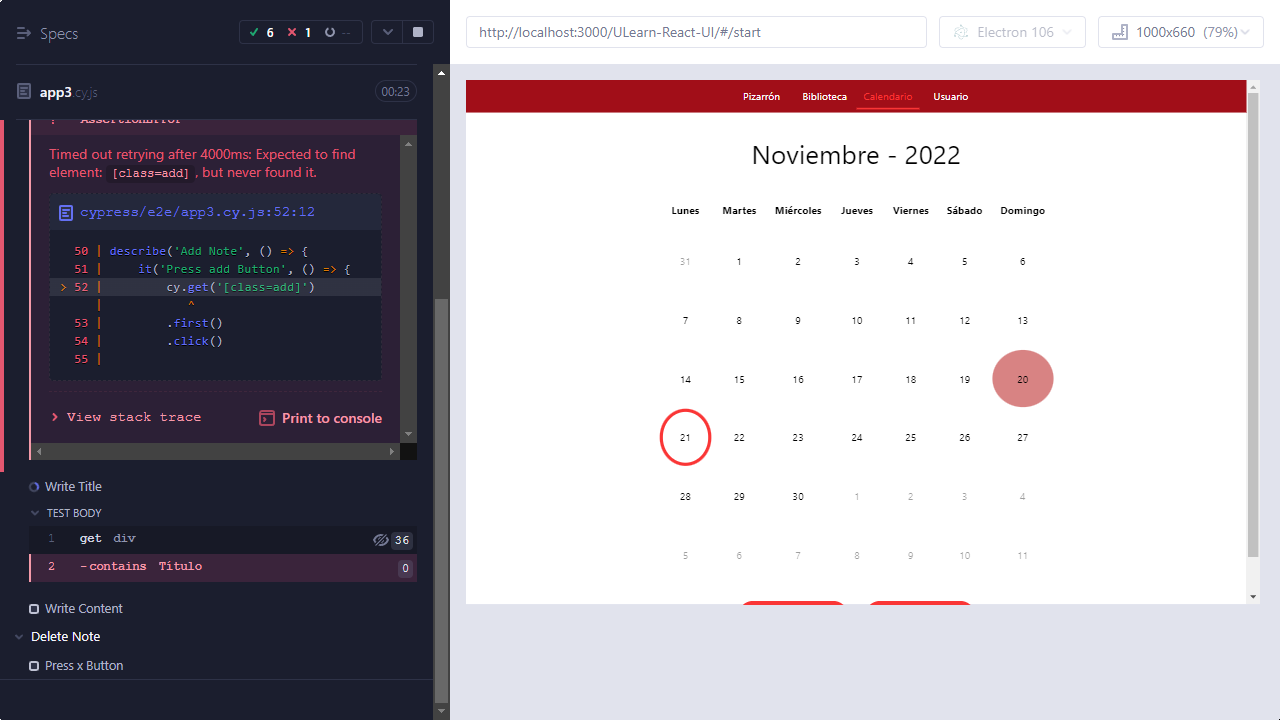 Specs
6
1
--
app3.cy.js
00:23
! AssertionError
Timed out retrying after 4000ms: Expected to find
element: [class=add] , but never found it.
cypress/e2e/app3.cy.js:52:12
50 | describe('Add Note', () => {
51 |     it('Press add Button', () => {
> 52 |         cy.get('[class=add]')
|            ^
53 |         .first()
54 |         .click()
55 |
> View stack trace
Print to console
Write Title
TEST BODY
1 get div 36
2 -contains Título 0
Write Content
Delete Note
Press x Button
http://localhost:3000/ULearn-React-UI/#/start
Electron 106
1000x660 (79%)
Pizarrón Biblioteca Calendario Usuario
Noviembre - 2022
Lunes Martes Miércoles Jueves Viernes Sábado Domingo
31 1 2 3 4 5 6
7 8 9 10 11 12 13
14 15 16 17 18 19 20
21 22 23 24 25 26 27
28 29 30 1 2 3 4
5 6 7 8 9 10 11